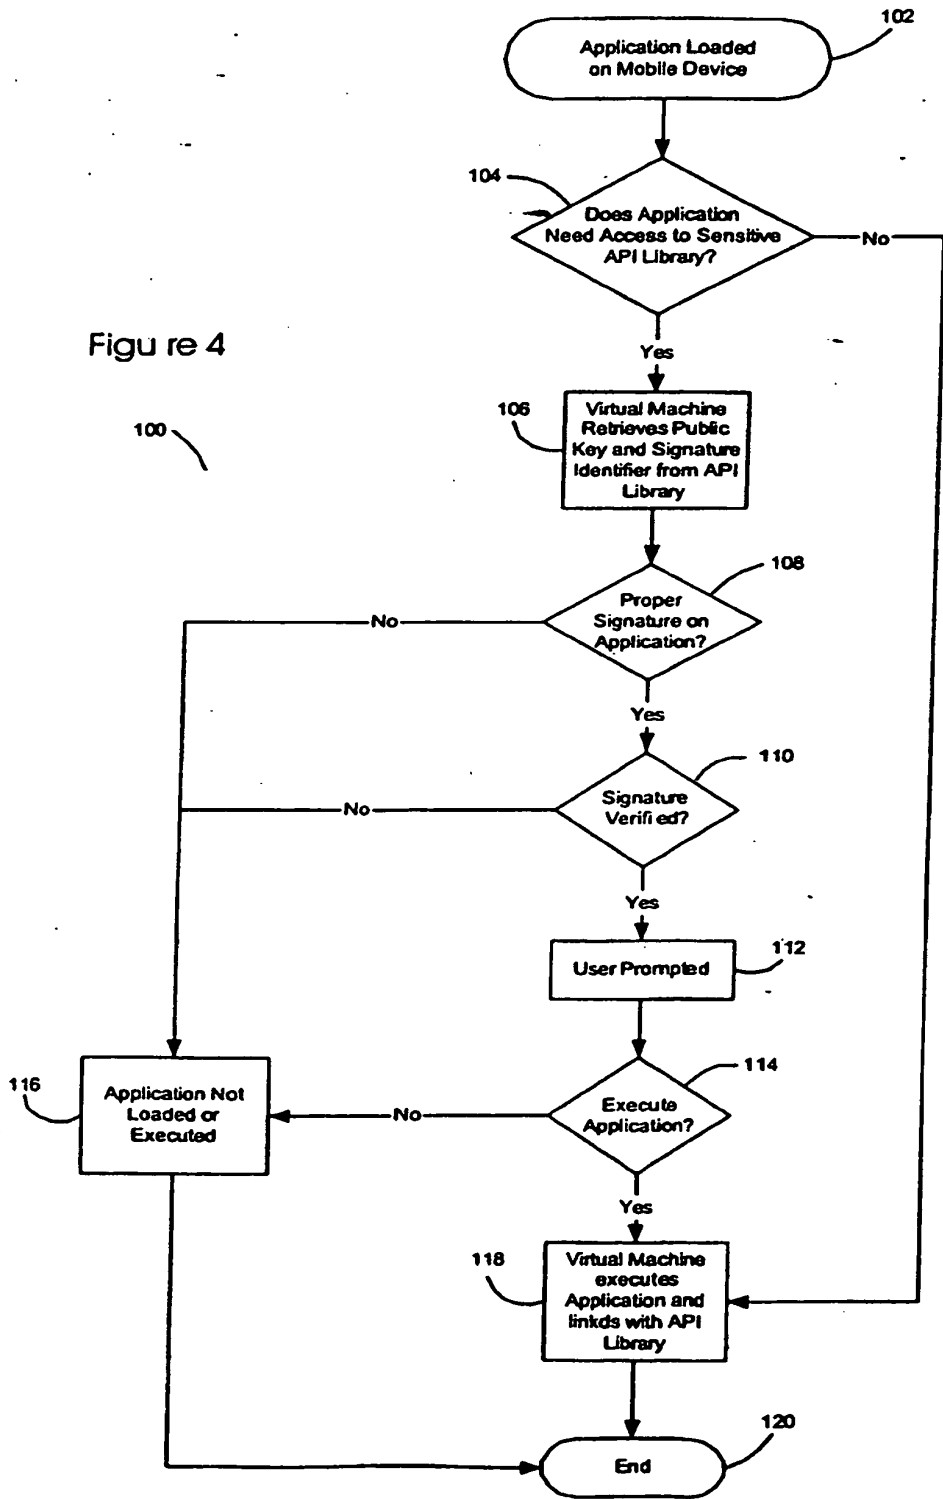 102
Application Loaded
on Mobile Device
104
Does Application
Need Access to Sensitive
API Library?
No
Figu re 4
Yes
100
106
Virtual Machine
Retrieves Public
Key and Signature
Identifier from API
Library
108
Proper
Signature on
Application?
No
Yes
110
Signature
Verified?
No
Yes
112
User Prompted
114
116
Application Not
Loaded or
Executed
No
Execute
Application?
Yes
118
Virtual Machine
executes
Application and
linkds with API
Library
120
End